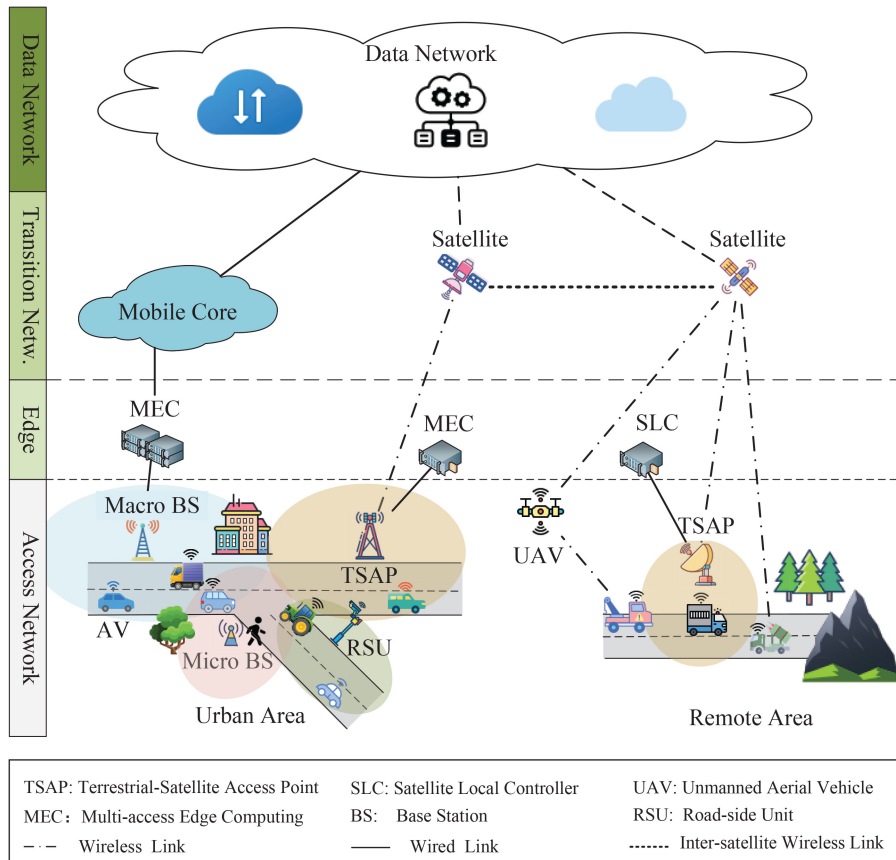 Data Network
Transition Netw.
Edge
Access Network
Data Network
Satellite
Satellite
Mobile Core
MEC
MEC
SLC
Macro BS
TSAP
UAV
TSAP
AV
Micro BS
RSU
Urban Area
Remote Area
TSAP: Terrestrial-Satellite Access Point
SLC: Satellite Local Controller
UAV: Unmanned Aerial Vehicle
MEC: Multi-access Edge Computing
BS: Base Station
RSU: Road-side Unit
Wireless Link
Wired Link
Inter-satellite Wireless Link